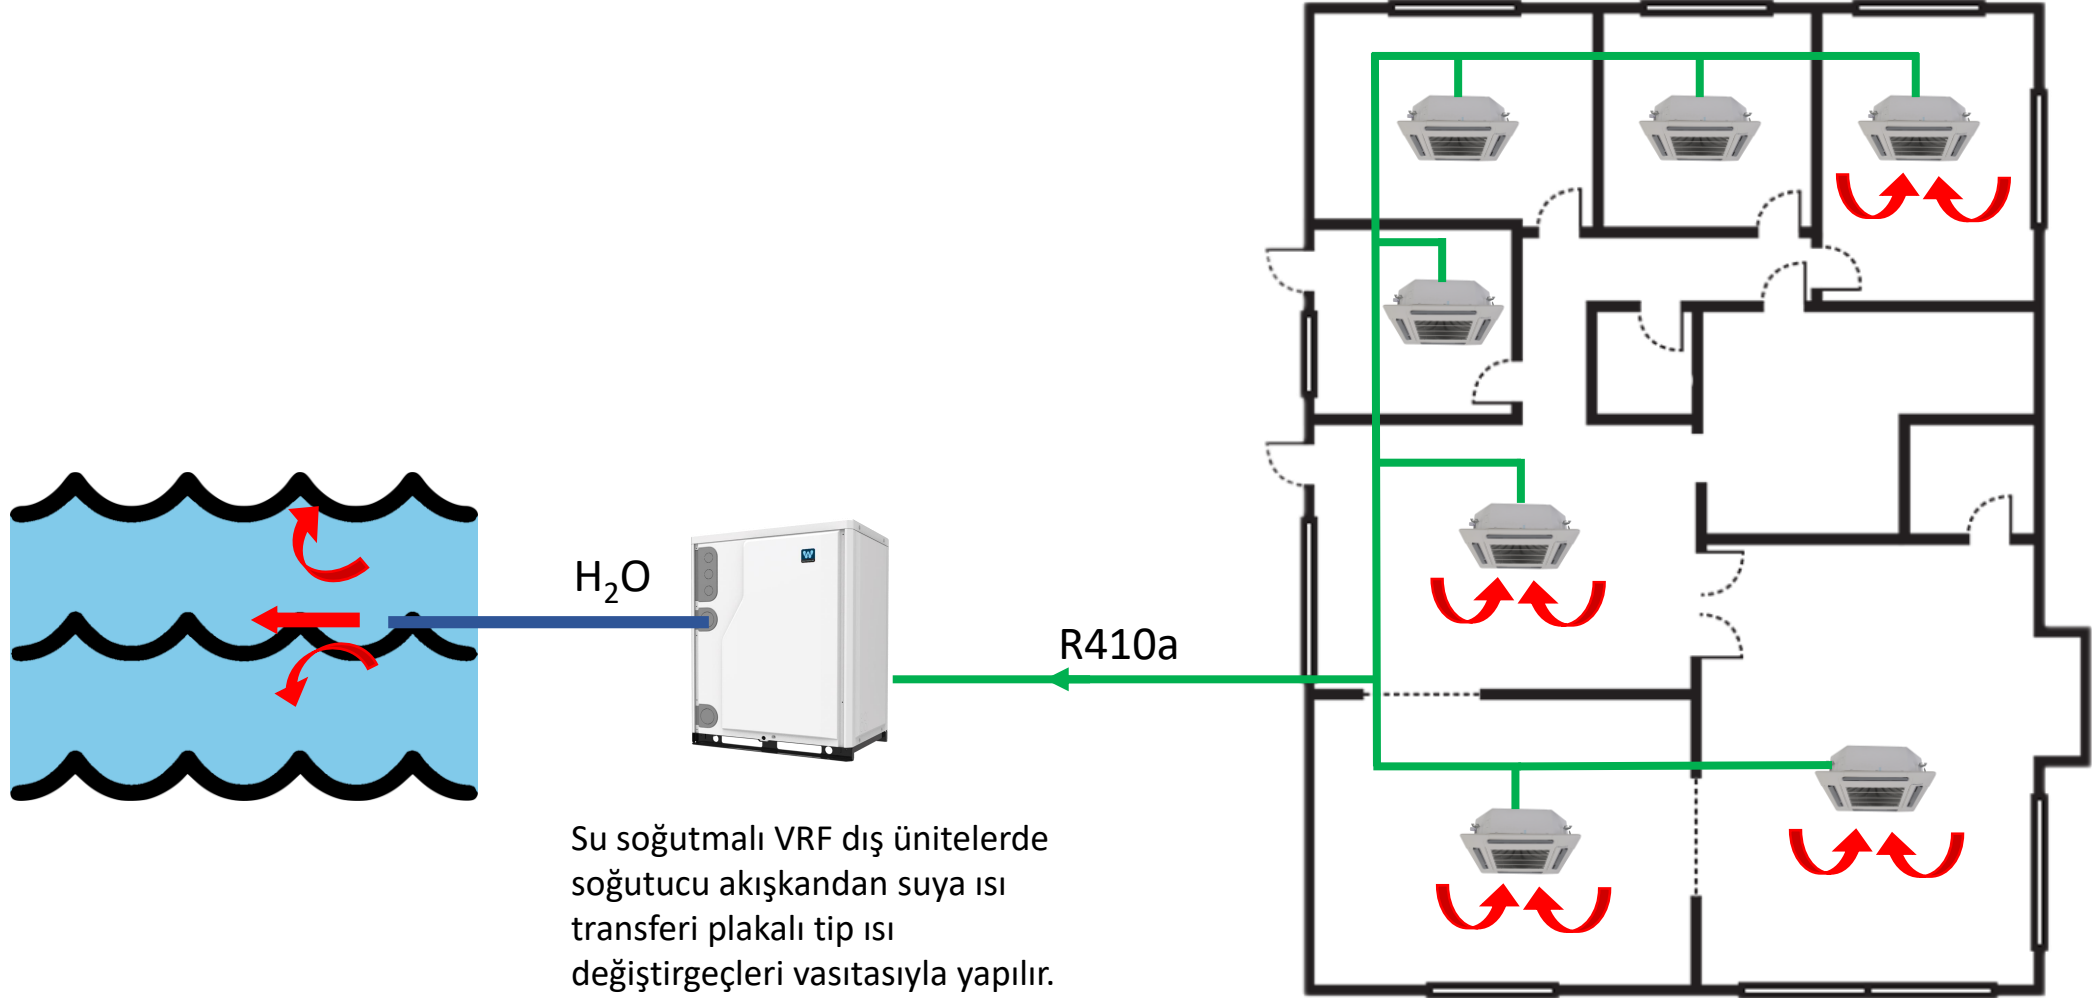 H₂O
R410a
Su soğutmalı VRF dış ünitelerde
soğutucu akışkandan suya ısı
transferi plakalı tip ısı
değiştirgeçleri vasıtasıyla yapılır.